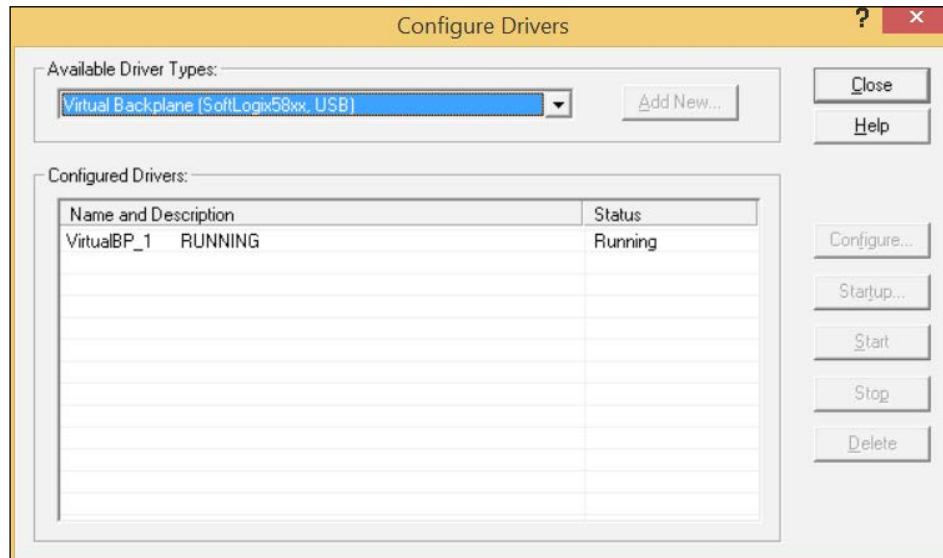 Configure Drivers
?
Available Driver Types:
Virtual Backplane (SoftLogix58xx, USB)
Add New...
Close
Help
Configured Drivers:
Name and Description Status
VirtualBP_1 RUNNING Running
Configure...
Startup...
Start
Stop
Delete